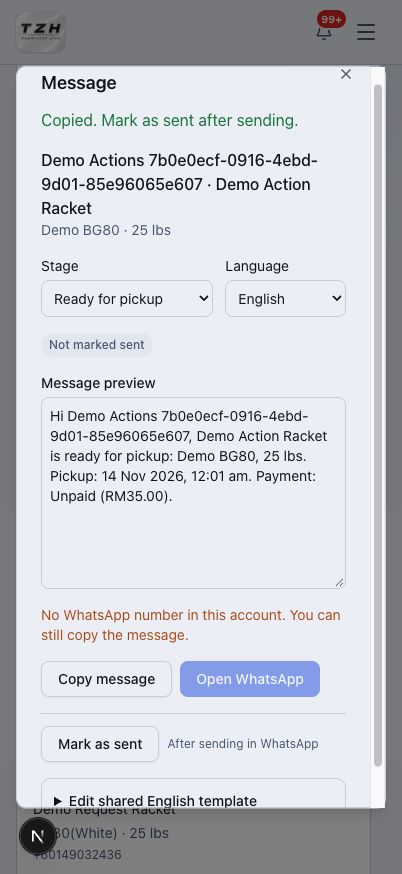 TZH
99+
Message
Copied. Mark as sent after sending.
Demo Actions 7b0e0ecf-0916-4ebd-
9d01-85e96065e607 · Demo Action
Racket
Demo BG80 · 25 lbs
Stage
Language
Ready for pickup
English
Not marked sent
Message preview
Hi Demo Actions 7b0e0ecf-0916-4ebd-
9d01-85e96065e607, Demo Action Racket
is ready for pickup: Demo BG80, 25 lbs.
Pickup: 14 Nov 2026, 12:01 am. Payment:
Unpaid (RM35.00).
No WhatsApp number in this account. You can
still copy the message.
Copy message
Open WhatsApp
Mark as sent
After sending in WhatsApp
Edit shared English template
Demo Request Racket
80(White) · 25 lbs
60149032436
N